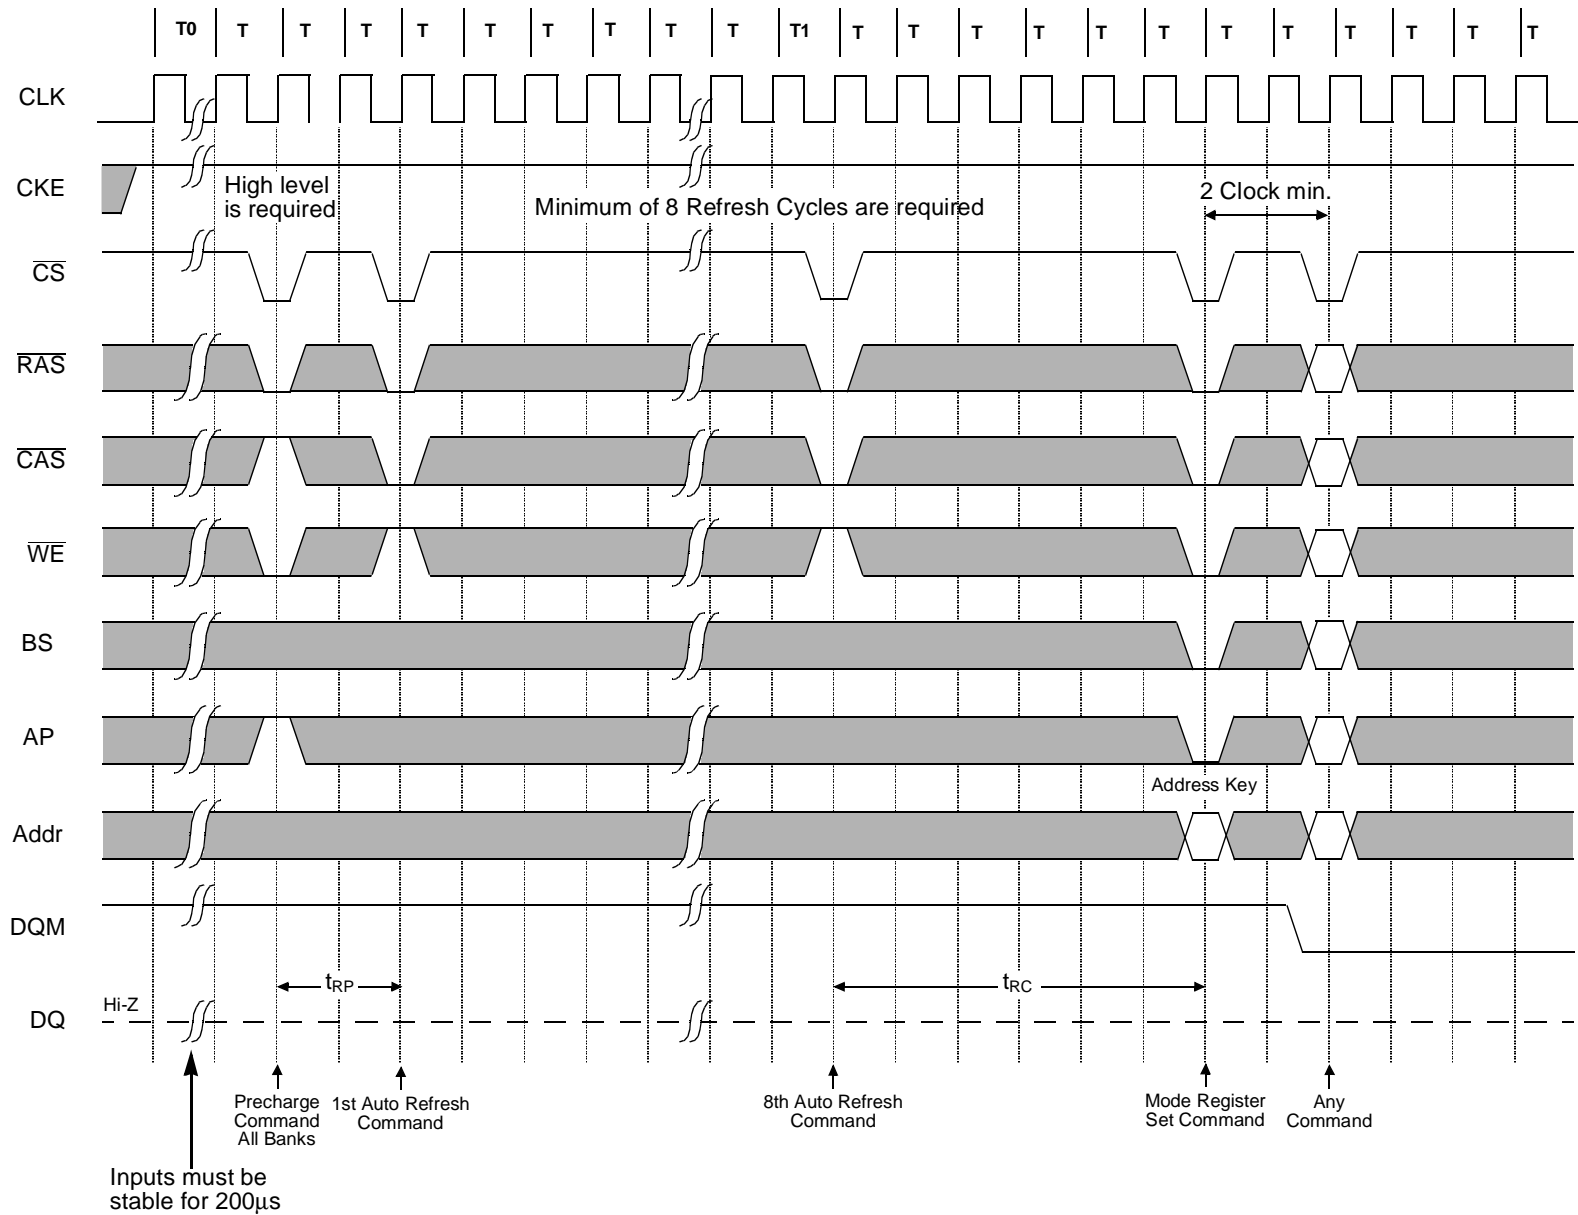 T0 T T T T T T T T T T1 T T T T T T T T T T T T
CLK
CKE
High level
is required
Minimum of 8 Refresh Cycles are required
2 Clock min.
CS
RAS
CAS
WE
BS
AP
Address Key
Addr
DQM
tRP
tRC
Hi-Z
DQ
Precharge
Command
All Banks
1st Auto Refresh
Command
8th Auto Refresh
Command
Mode Register
Set Command
Any
Command
Inputs must be
stable for 200µs